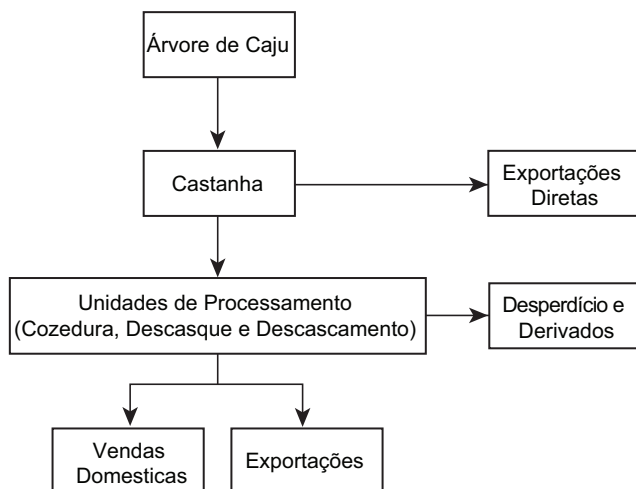 Árvore de Caju
Castanha
Exportações
Diretas
Unidades de Processamento
(Cozedura, Descasque e Descascamento)
Desperdício e
Derivados
Vendas
Domesticas
Exportações